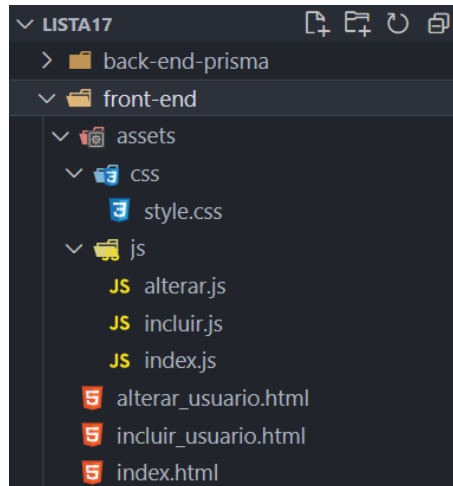 LISTA17
back-end-prisma
front-end
assets
css
style.css
js
JS alterar.js
JS incluir.js
JS index.js
alterar_usuario.html
incluir_usuario.html
index.html